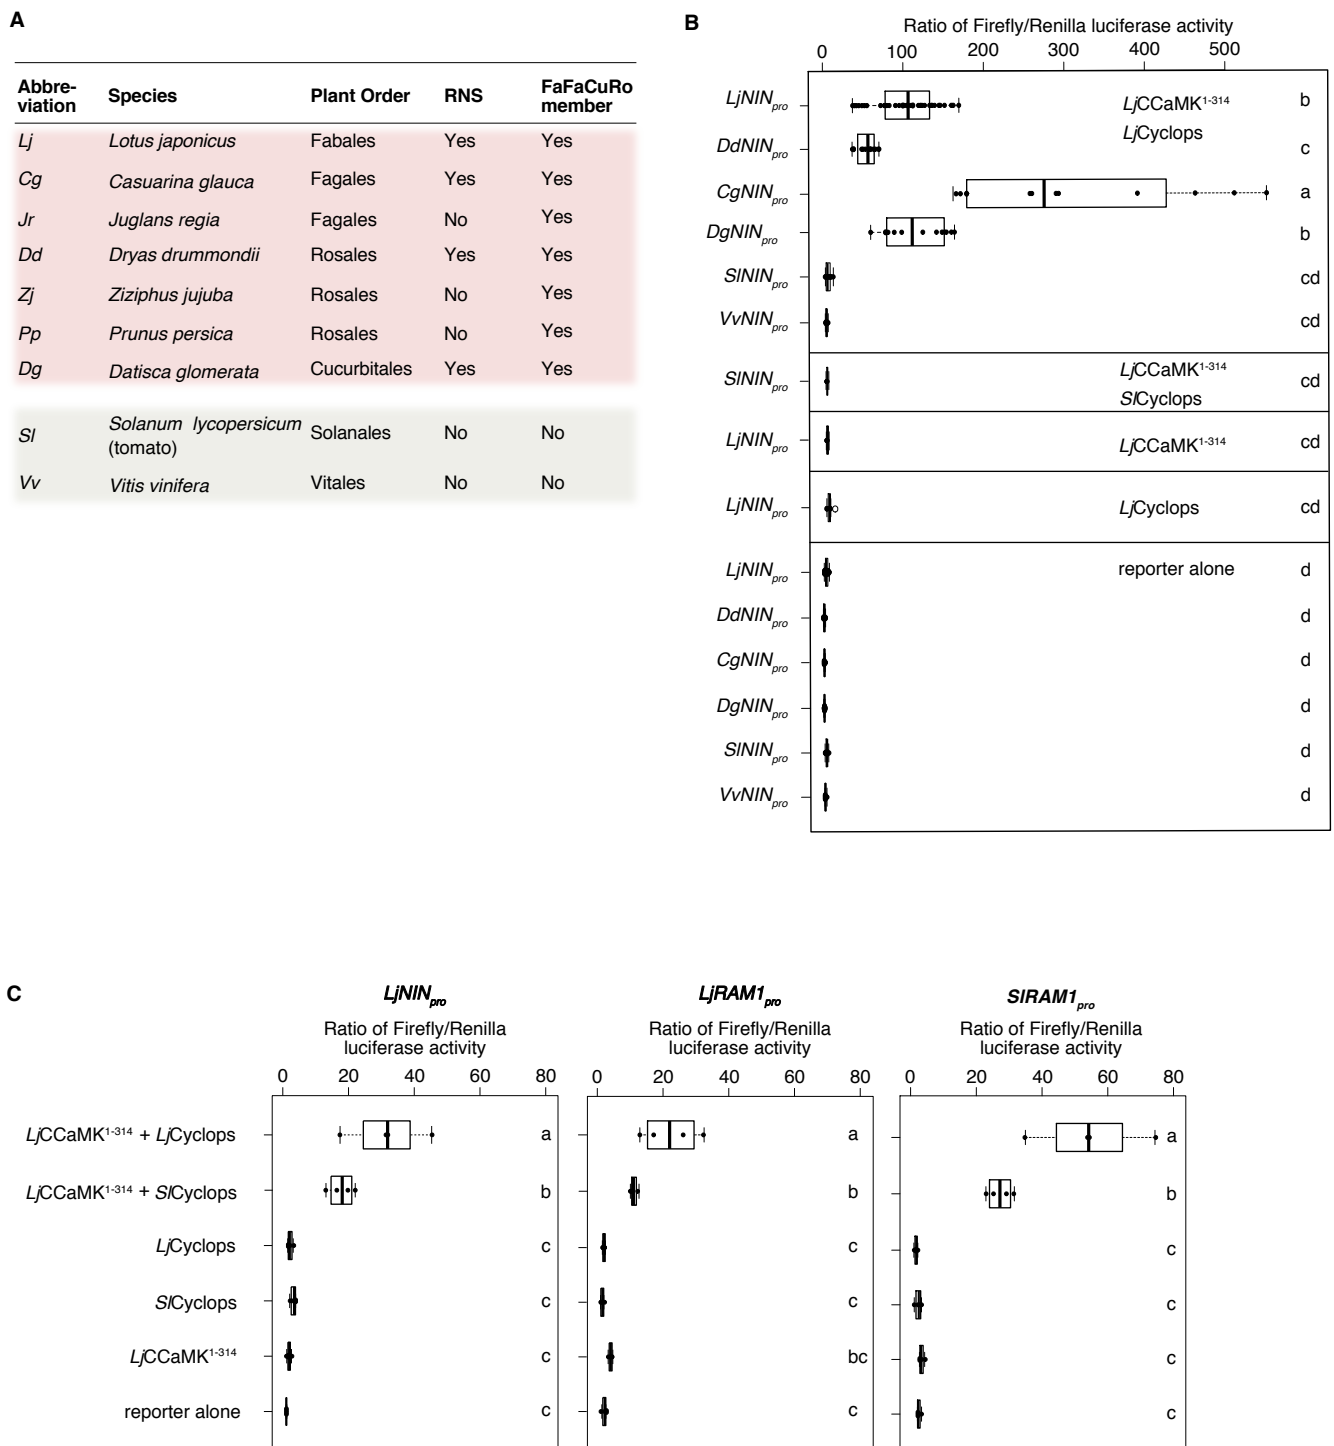 A
Abbre-
viation Species Plant Order RNS FaFaCuRo
member
Lj Lotus japonicus Fabales Yes Yes
Cg Casuarina glauca Fagales Yes Yes
Jr Juglans regia Fagales No Yes
Dd Dryas drummondii Rosales Yes Yes
Zj Ziziphus jujuba Rosales No Yes
Pp Prunus persica Rosales No Yes
Dg Datisca glomerata Cucurbitales Yes Yes
Sl Solanum lycopersicum
(tomato) Solanales No No
Vv Vitis vinifera Vitales No No
B
Ratio of Firefly/Renilla luciferase activity
0 100 200 300 400 500
LjNINpro LjCCaMK1-314 b
LjCyclops
DdNINpro c
CgNINpro a
DgNINpro b
SlNINpro cd
VvNINpro cd
SlNINpro LjCCaMK1-314 cd
SlCyclops
LjNINpro LjCCaMK1-314 cd
LjNINpro LjCyclops cd
LjNINpro reporter alone d
DdNINpro d
CgNINpro d
DgNINpro d
SlNINpro d
VvNINpro d
C
LjNINpro LjRAM1pro SlRAM1pro
Ratio of Firefly/Renilla Ratio of Firefly/Renilla Ratio of Firefly/Renilla
luciferase activity luciferase activity luciferase activity
0 20 40 60 80 0 20 40 60 80 0 20 40 60 80
LjCCaMK1-314 + LjCyclops a a a
LjCCaMK1-314 + SlCyclops b b b
LjCyclops c c c
SlCyclops c c c
LjCCaMK1-314 c bc c
reporter alone c c c